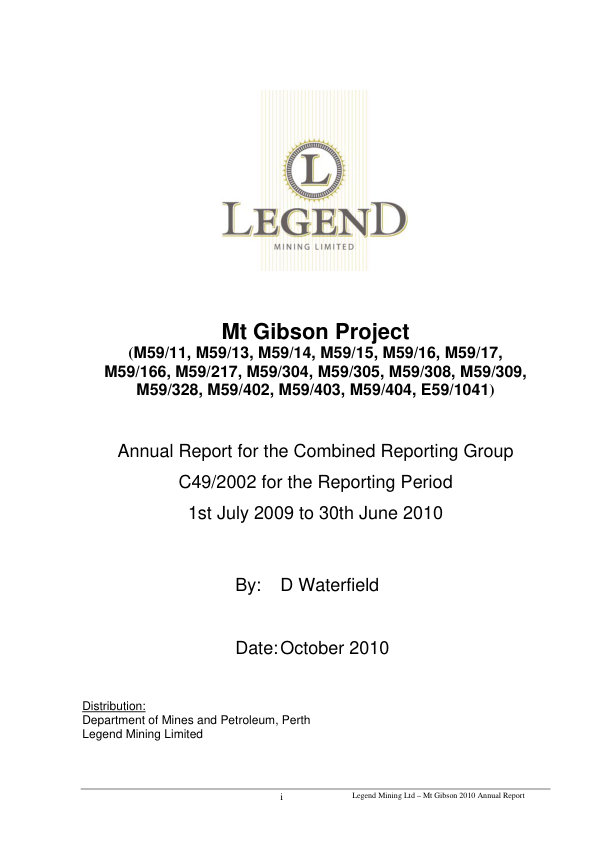 L
LEGEND
MINING LIMITED
Mt Gibson Project
(M59/11, M59/13, M59/14, M59/15, M59/16, M59/17,
M59/166, M59/217, M59/304, M59/305, M59/308, M59/309,
M59/328, M59/402, M59/403, M59/404, E59/1041)
Annual Report for the Combined Reporting Group
C49/2002 for the Reporting Period
1st July 2009 to 30th June 2010
By: D Waterfield
Date: October 2010
Distribution:
Department of Mines and Petroleum, Perth
Legend Mining Limited
i Legend Mining Ltd – Mt Gibson 2010 Annual Report